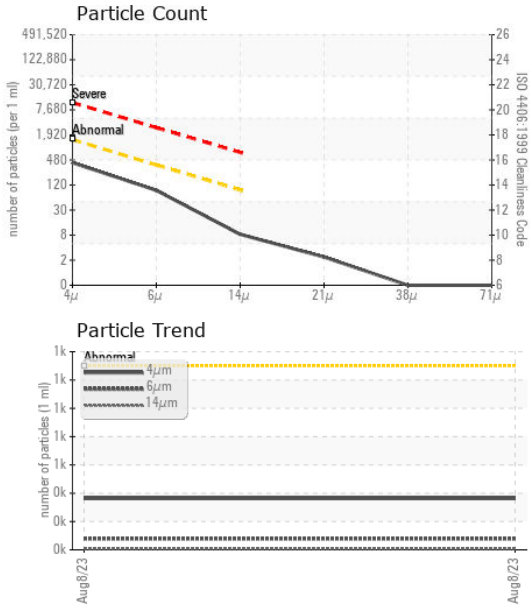 Particle Count
491,520
122,880
30,720
7,680
1,920
480
120
30
8
2
0
26
24
22
20
18
16
14
12
10
8
6
Severe
Abnormal
4µ
6µ
14µ
21µ
38µ
71µ
number of particles (per 1 ml)
ISO 4406:1999 Cleanliness Code
Particle Trend
1k
1k
1k
1k
1k
0k
0k
0k
Abnormal
4µm
6µm
14µm
number of particles (1 ml)
Aug8/23
Aug8/23